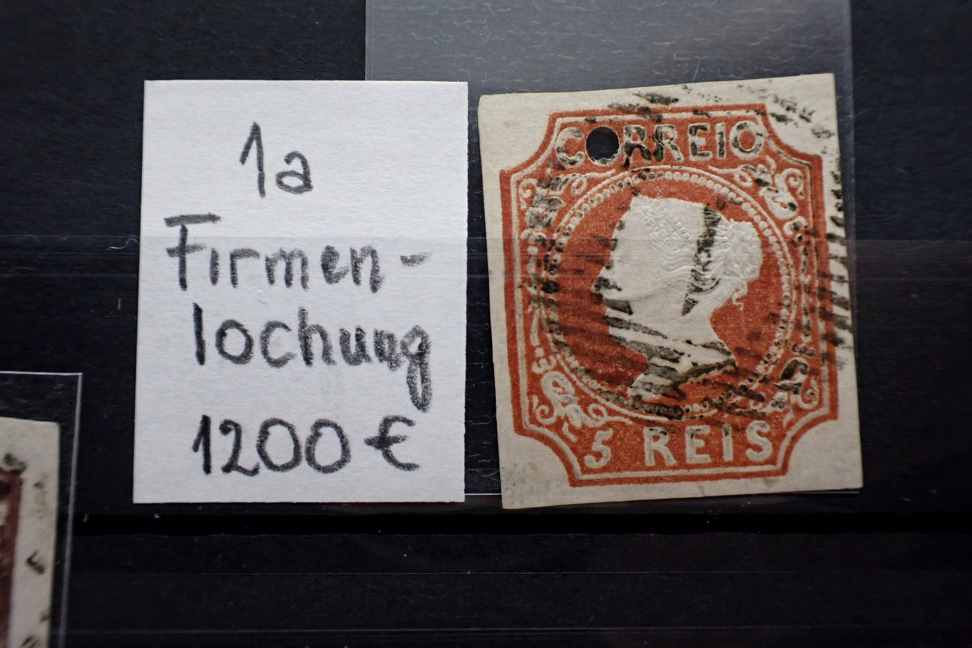 1a
Firmen-
lochung
1200 €
CORREIO
5 REIS